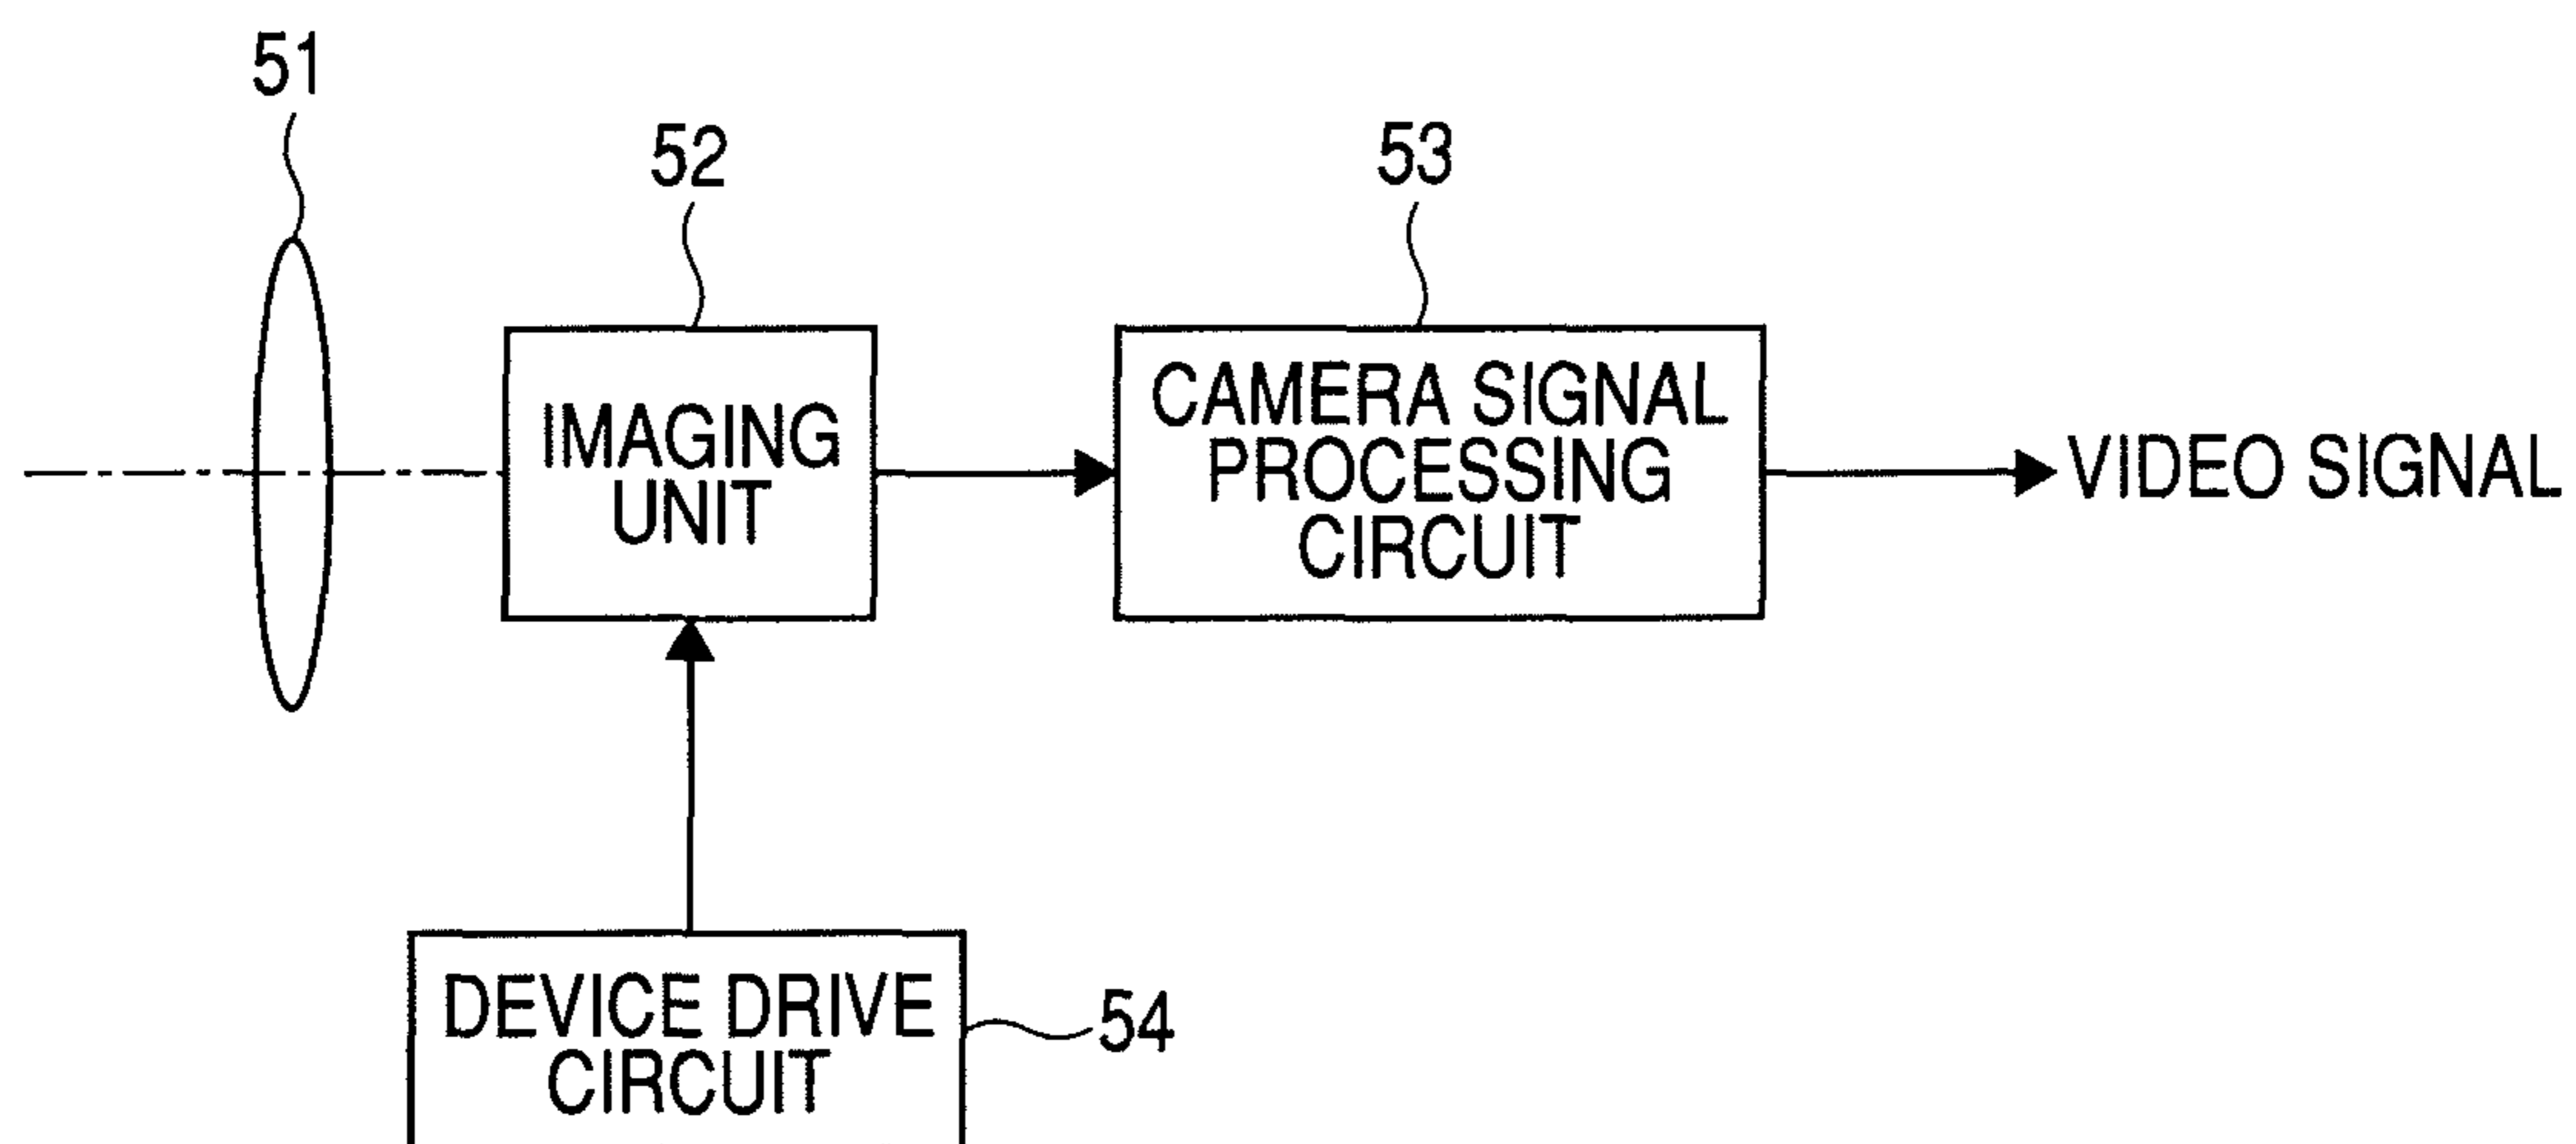 51
52
53
IMAGING
UNIT
CAMERA SIGNAL
PROCESSING
CIRCUIT
VIDEO SIGNAL
DEVICE DRIVE
CIRCUIT
54